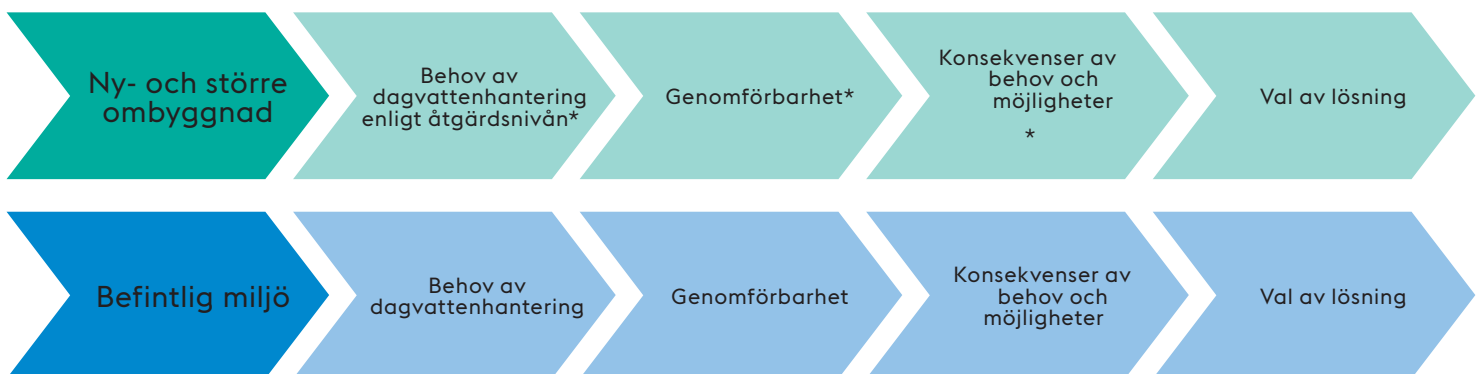 Ny- och större
ombyggnad
Behov av
dagvattenhantering
enligt åtgärdsnivån*
Genomförbarhet*
Konsekvenser av
behov och
möjligheter
*
Val av lösning
Befintlig miljö
Behov av
dagvattenhantering
Genomförbarhet
Konsekvenser av
behov och
möjligheter
Val av lösning